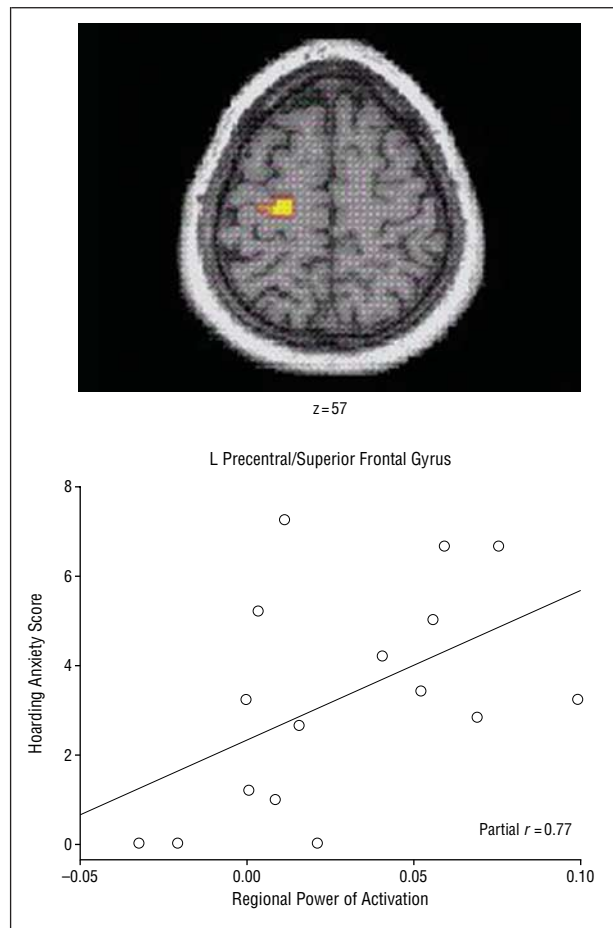 z=57
L Precentral/Superior Frontal Gyrus
8
6
4
2
0
Hoarding Anxiety Score
Partial r = 0.77
−0.05 0.00 0.05 0.10
Regional Power of Activation